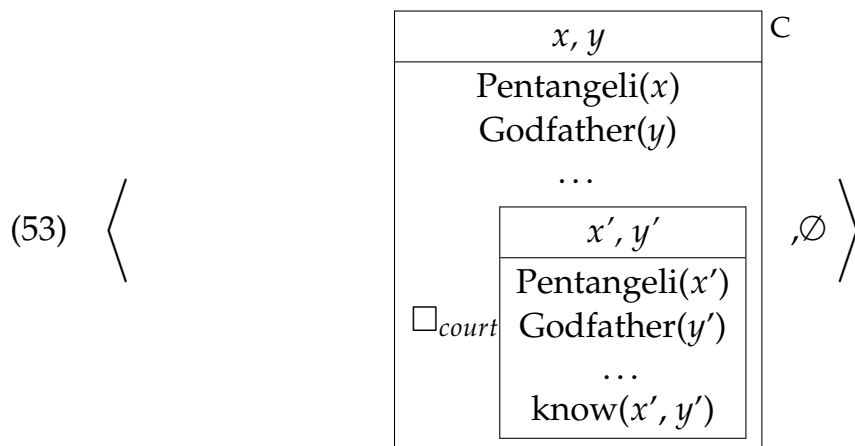 x, y C
Pentangeli(x)
Godfather(y)
…
(53) ⟨ ,∅ ⟩
x′, y′
Pentangeli(x')
□court Godfather(y')
…
know(x', y')